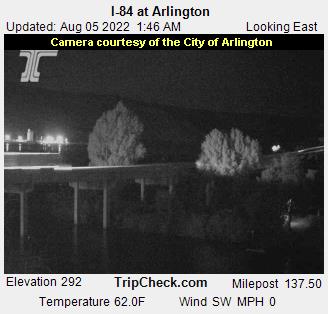 I-84 at Arlington
Updated: Aug 05 2022 1:46 AM Looking East
Camera courtesy of the City of Arlington
Elevation 292 TripCheck.com Milepost 137.50
Temperature 62.0F Wind SW MPH 0